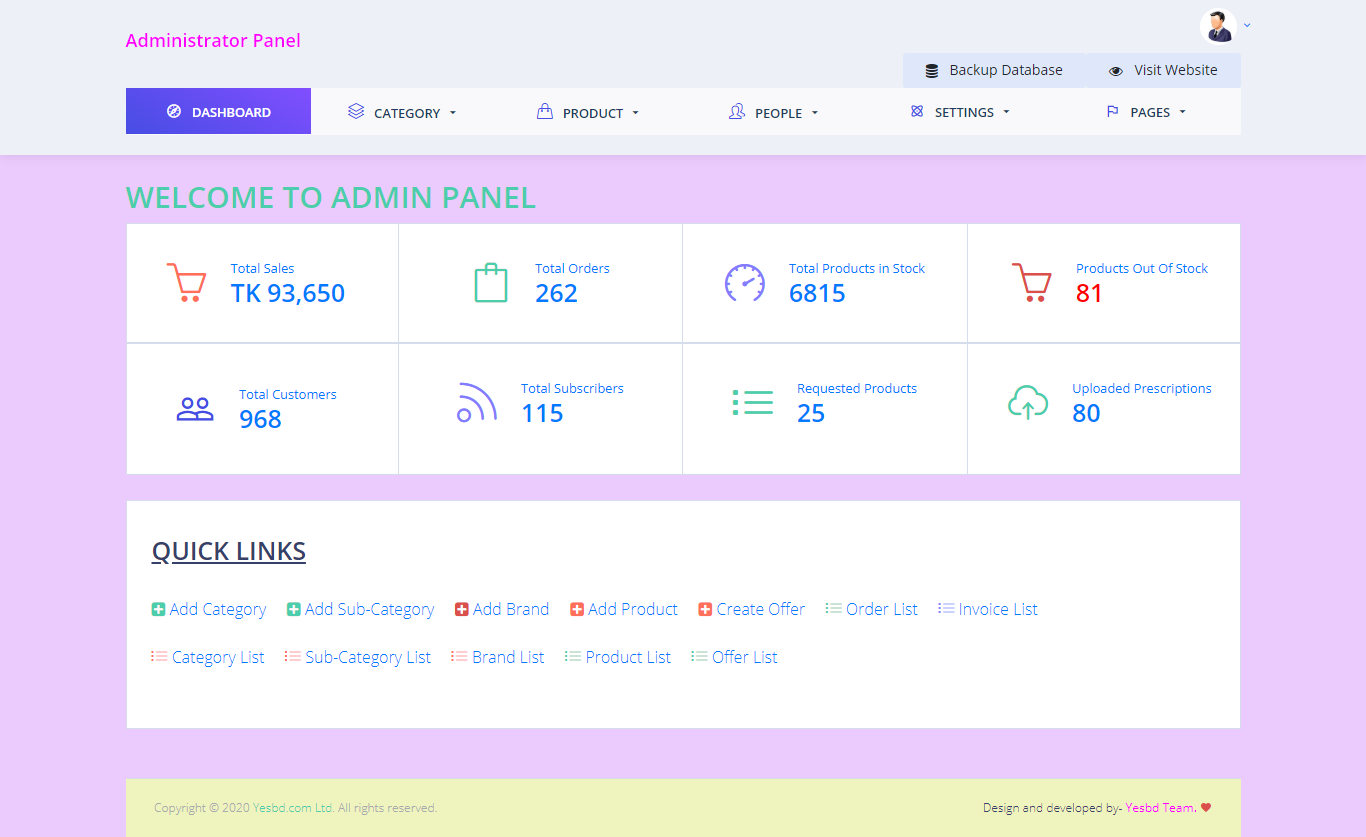 Administrator Panel
Backup Database Visit Website
DASHBOARD CATEGORY PRODUCT PEOPLE SETTINGS PAGES
WELCOME TO ADMIN PANEL
Total Sales
TK 93,650
Total Orders
262
Total Products in Stock
6815
Products Out Of Stock
81
Total Customers
968
Total Subscribers
115
Requested Products
25
Uploaded Prescriptions
80
QUICK LINKS
Add Category Add Sub-Category Add Brand Add Product Create Offer Order List Invoice List
Category List Sub-Category List Brand List Product List Offer List
Copyright © 2020 Yesbd.com Ltd. All rights reserved.
Design and developed by- Yesbd Team.